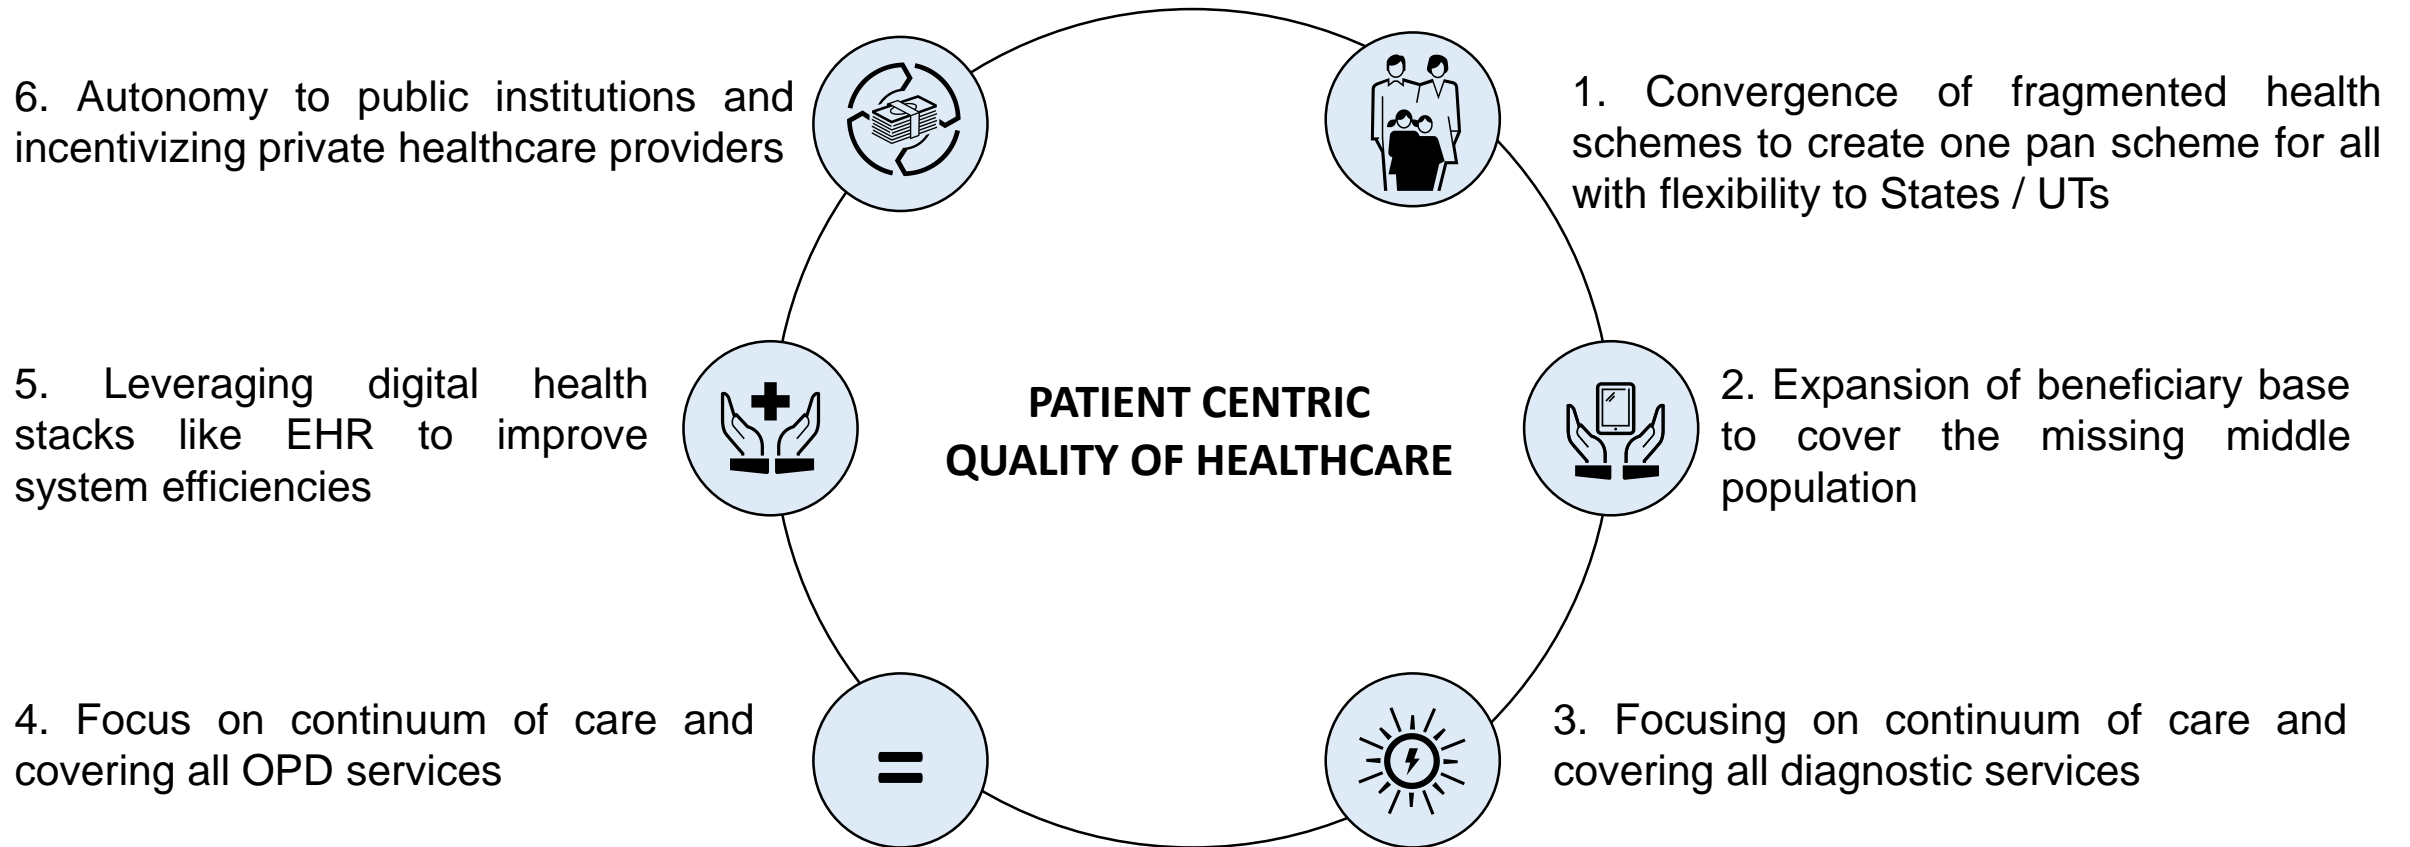 6. Autonomy to public institutions and
incentivizing private healthcare providers
1. Convergence of fragmented health
schemes to create one pan scheme for all
with flexibility to States / UTs
5. Leveraging digital health
stacks like EHR to improve
system efficiencies
PATIENT CENTRIC
QUALITY OF HEALTHCARE
2. Expansion of beneficiary base
to cover the missing middle
population
4. Focus on continuum of care and
covering all OPD services
=
3. Focusing on continuum of care and
covering all diagnostic services